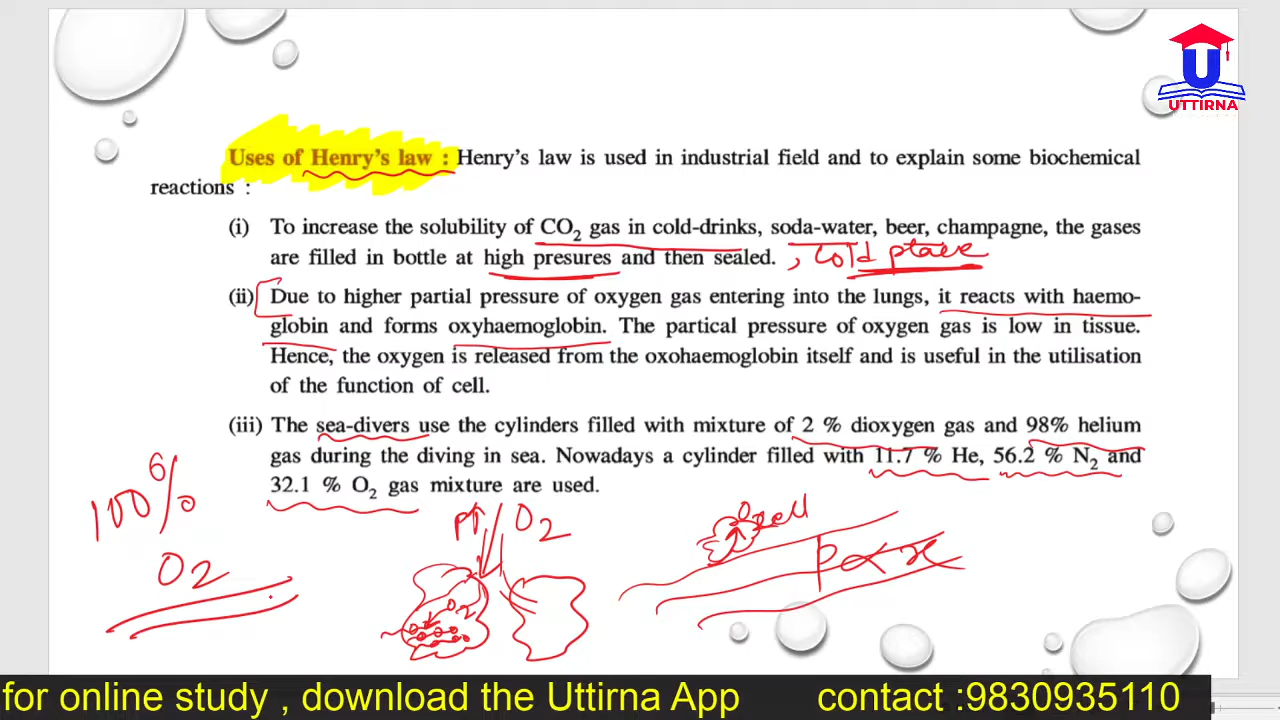 U
UTTIRNA
Uses of Henry's law : Henry's law is used in industrial field and to explain some biochemical
reactions :
(i) To increase the solubility of CO2 gas in cold-drinks, soda-water, beer, champagne, the gases
are filled in bottle at high presures and then sealed. , cold place
(ii) Due to higher partial pressure of oxygen gas entering into the lungs, it reacts with haemo-
globin and forms oxyhaemoglobin. The partical pressure of oxygen gas is low in tissue.
Hence, the oxygen is released from the oxohaemoglobin itself and is useful in the utilisation
of the function of cell.
(iii) The sea-divers use the cylinders filled with mixture of 2 % dioxygen gas and 98% helium
gas during the diving in sea. Nowadays a cylinder filled with 11.7 % He, 56.2 % N2 and
32.1 % O2 gas mixture are used.
100%
O2
P↑ O2
O2
cell
P∝x
for online study , download the Uttirna App contact :9830935110